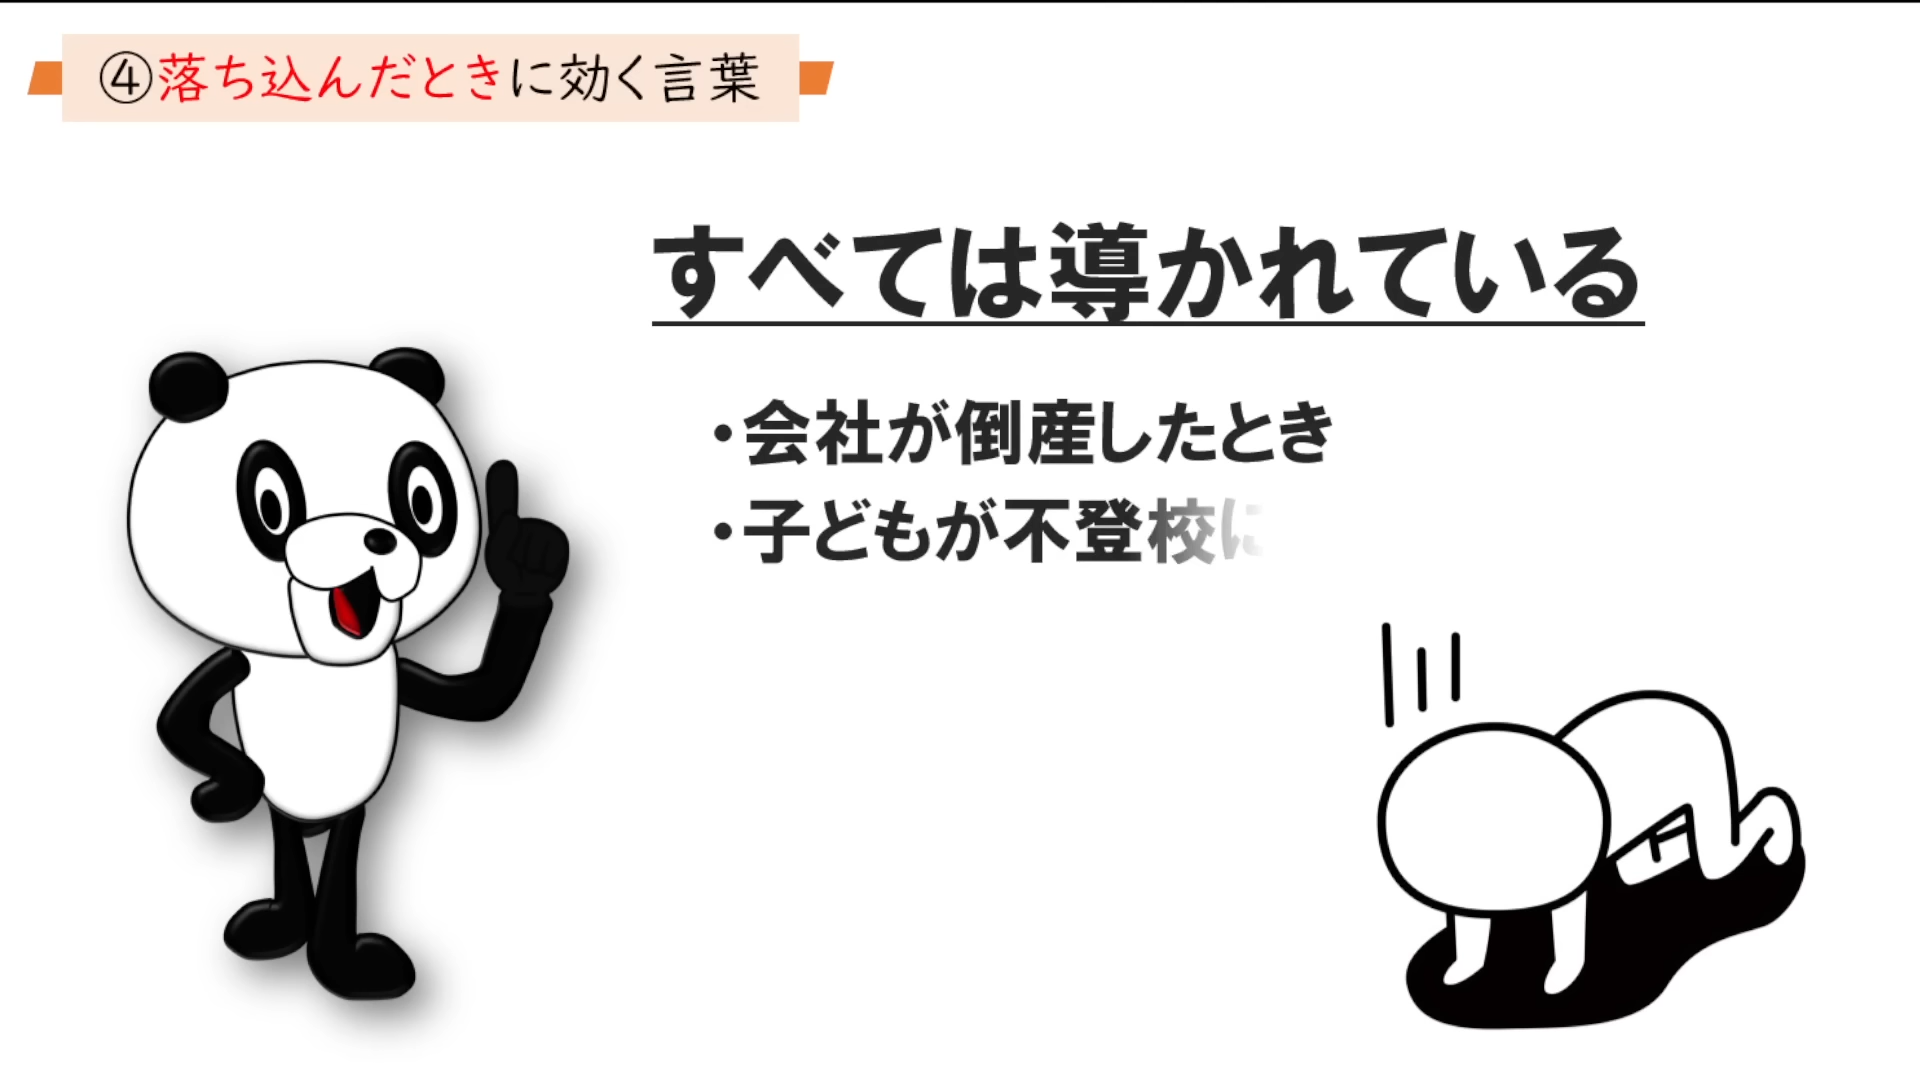 ④落ち込んだときに効く言葉
すべては導かれている
・会社が倒産したとき
・子どもが不登校に